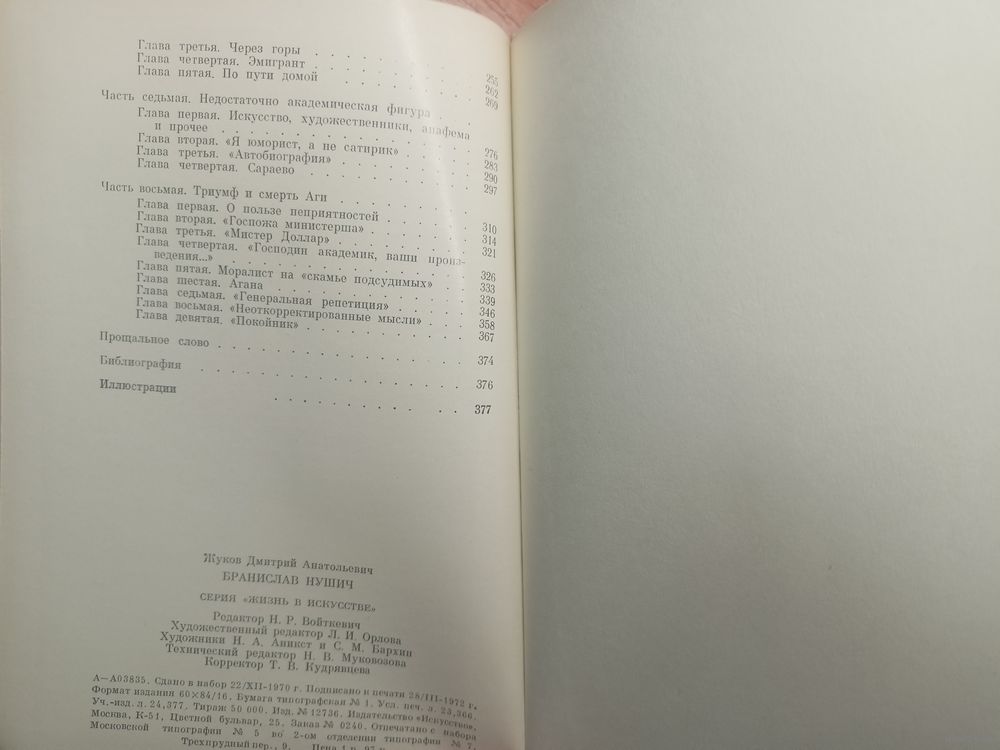 Глава третья. Через горы . . . . . . . . . 255
Глава четвертая. Эмигрант . . . . . . . . . 262
Глава пятая. По пути домой . . . . . . . . . 269
Часть седьмая. Недостаточно академическая фигура
Глава первая. Искусство, художественники, анафема
и прочее . . . . . . . . . 276
Глава вторая. «Я юморист, а не сатирик» . . . . 283
Глава третья. «Автобиография» . . . . . . . 290
Глава четвертая. Сараево . . . . . . . . . 297
Часть восьмая. Триумф и смерть Аги . . . . . . .
Глава первая. О пользе неприятностей . . . . . 310
Глава вторая. «Госпожа министерша» . . . . . 314
Глава третья. «Мистер Доллар» . . . . . . . 321
Глава четвертая. «Господин академик, ваши произ-
ведения...» . . . . . . . . . 326
Глава пятая. Моралист на «скамье подсудимых» . . 333
Глава шестая. Агана . . . . . . . . . 339
Глава седьмая. «Генеральная репетиция» . . . . 346
Глава восьмая. «Неоткорректированные мысли» . . . 358
Глава девятая. «Покойник» . . . . . . . . . 367
Прощальное слово . . . . . . . . . 374
Библиография . . . . . . . . . 376
Иллюстрации . . . . . . . . . 377
Жуков Дмитрий Анатольевич
БРАНИСЛАВ НУШИЧ
СЕРИЯ «ЖИЗНЬ В ИСКУССТВЕ»
Редактор Н. Р. Войткевич
Художественный редактор Л. И. Орлова
Художники Н. А. Аникст и С. М. Бархин
Технический редактор Н. В. Муковозова
Корректор Т. В. Кудрявцева
А—А03835. Сдано в набор 22/XII-1970 г. Подписано к печати 28/III-1972 г.
Формат издания 60×84/16. Бумага типографская № 1. Усл. печ. л. 23,366.
Уч.-изд. л. 24,377. Тираж 50 000. Изд. № 12736. Издательство «Искусство»,
Москва, К-51, Цветной бульвар, 25. Заказ № 0240. Отпечатано с набора
Московской типографии № 5 во 2-ом отделении типографии № 7,
Трехпрудный пер., 9. Цена 1 р.